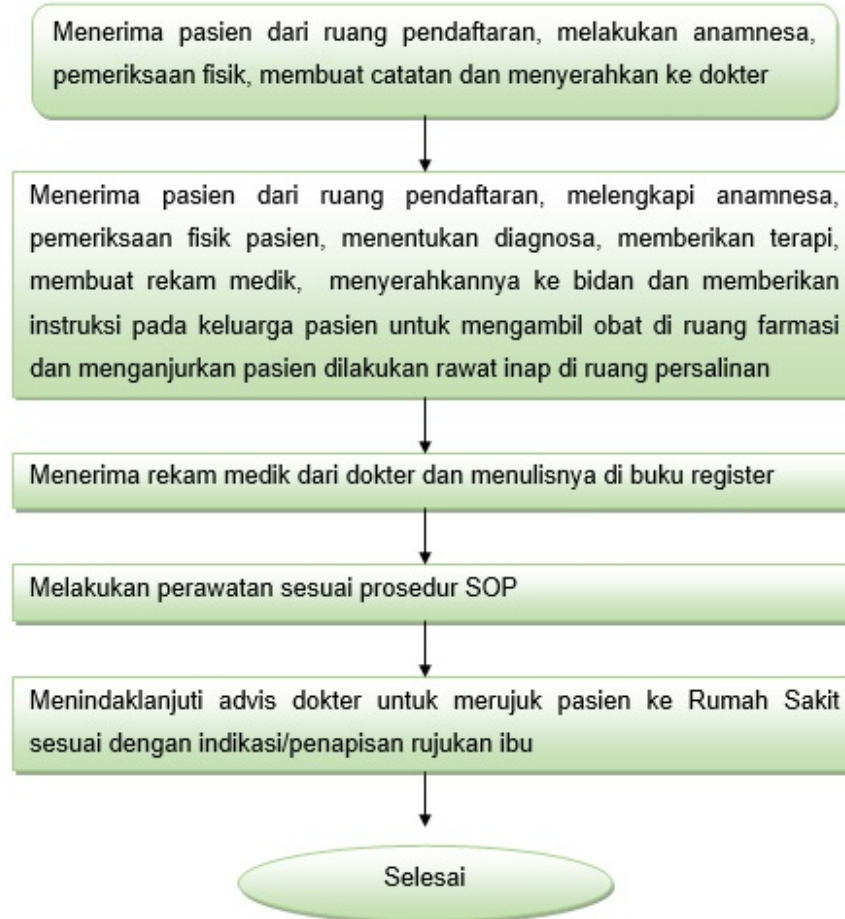 Menerima pasien dari ruang pendaftaran, melakukan anamnesa,
pemeriksaan fisik, membuat catatan dan menyerahkan ke dokter
Menerima pasien dari ruang pendaftaran, melengkapi anamnesa,
pemeriksaan fisik pasien, menentukan diagnosa, memberikan terapi,
membuat rekam medik, menyerahkannya ke bidan dan memberikan
instruksi pada keluarga pasien untuk mengambil obat di ruang farmasi
dan menganjurkan pasien dilakukan rawat inap di ruang persalinan
Menerima rekam medik dari dokter dan menulisnya di buku register
Melakukan perawatan sesuai prosedur SOP
Menindaklanjuti advis dokter untuk merujuk pasien ke Rumah Sakit
sesuai dengan indikasi/penapisan rujukan ibu
Selesai